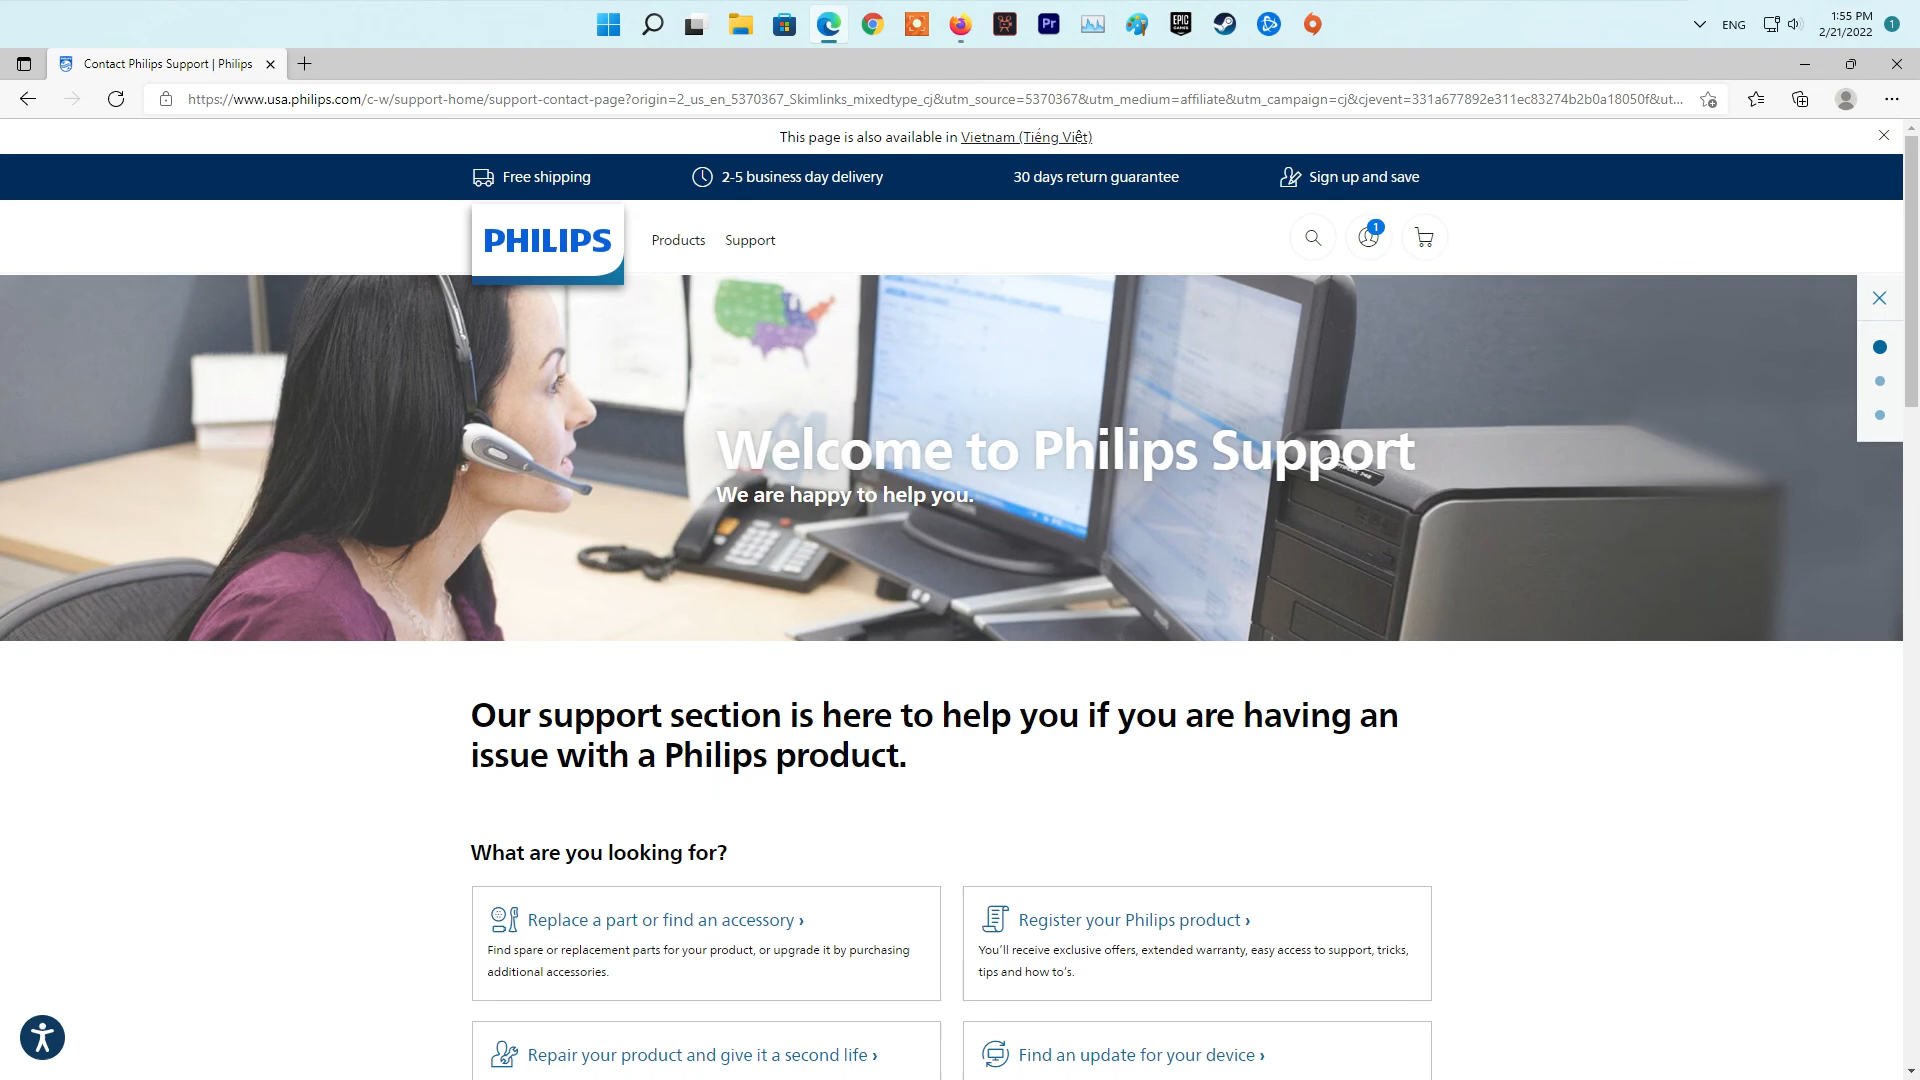 Pr
EPIC
GAMES
ENG
1:55 PM
2/21/2022
1
Contact Philips Support | Philips
https://www.usa.philips.com/c-w/support-home/support-contact-page?origin=2_us_en_5370367_Skimlinks_mixedtype_cj&utm_source=5370367&utm_medium=affiliate&utm_campaign=cj&cjevent=331a677892e311ec83274b2b0a18050f&ut...
This page is also available in Vietnam (Tiếng Việt)
Free shipping
2-5 business day delivery
30 days return guarantee
Sign up and save
PHILIPS
Products
Support
1
Welcome to Philips Support
We are happy to help you.
Our support section is here to help you if you are having an
issue with a Philips product.
What are you looking for?
Replace a part or find an accessory ›
Find spare or replacement parts for your product, or upgrade it by purchasing
additional accessories.
Register your Philips product ›
You’ll receive exclusive offers, extended warranty, easy access to support, tricks,
tips and how to’s.
Repair your product and give it a second life ›
Find an update for your device ›